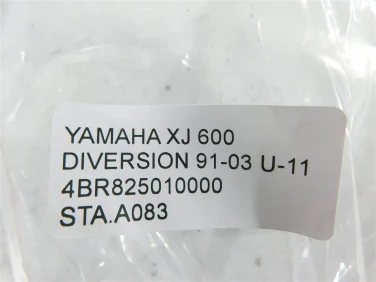 YAMAHA XJ 600
DIVERSION 91-03 U-11
4BR825010000
STA.A083